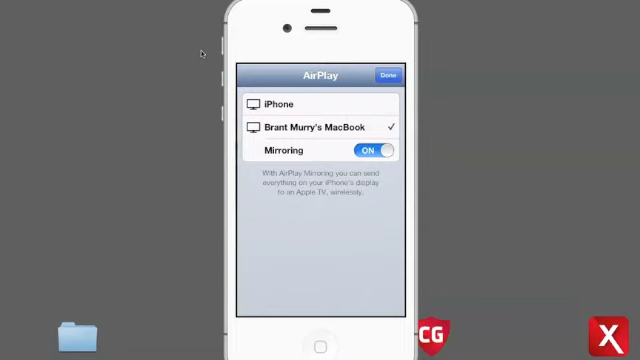 AirPlay
Done
iPhone
Brant Murry's MacBook
Mirroring
ON
With AirPlay Mirroring you can send
everything on your iPhone's display
to an Apple TV, wirelessly.
CG
X